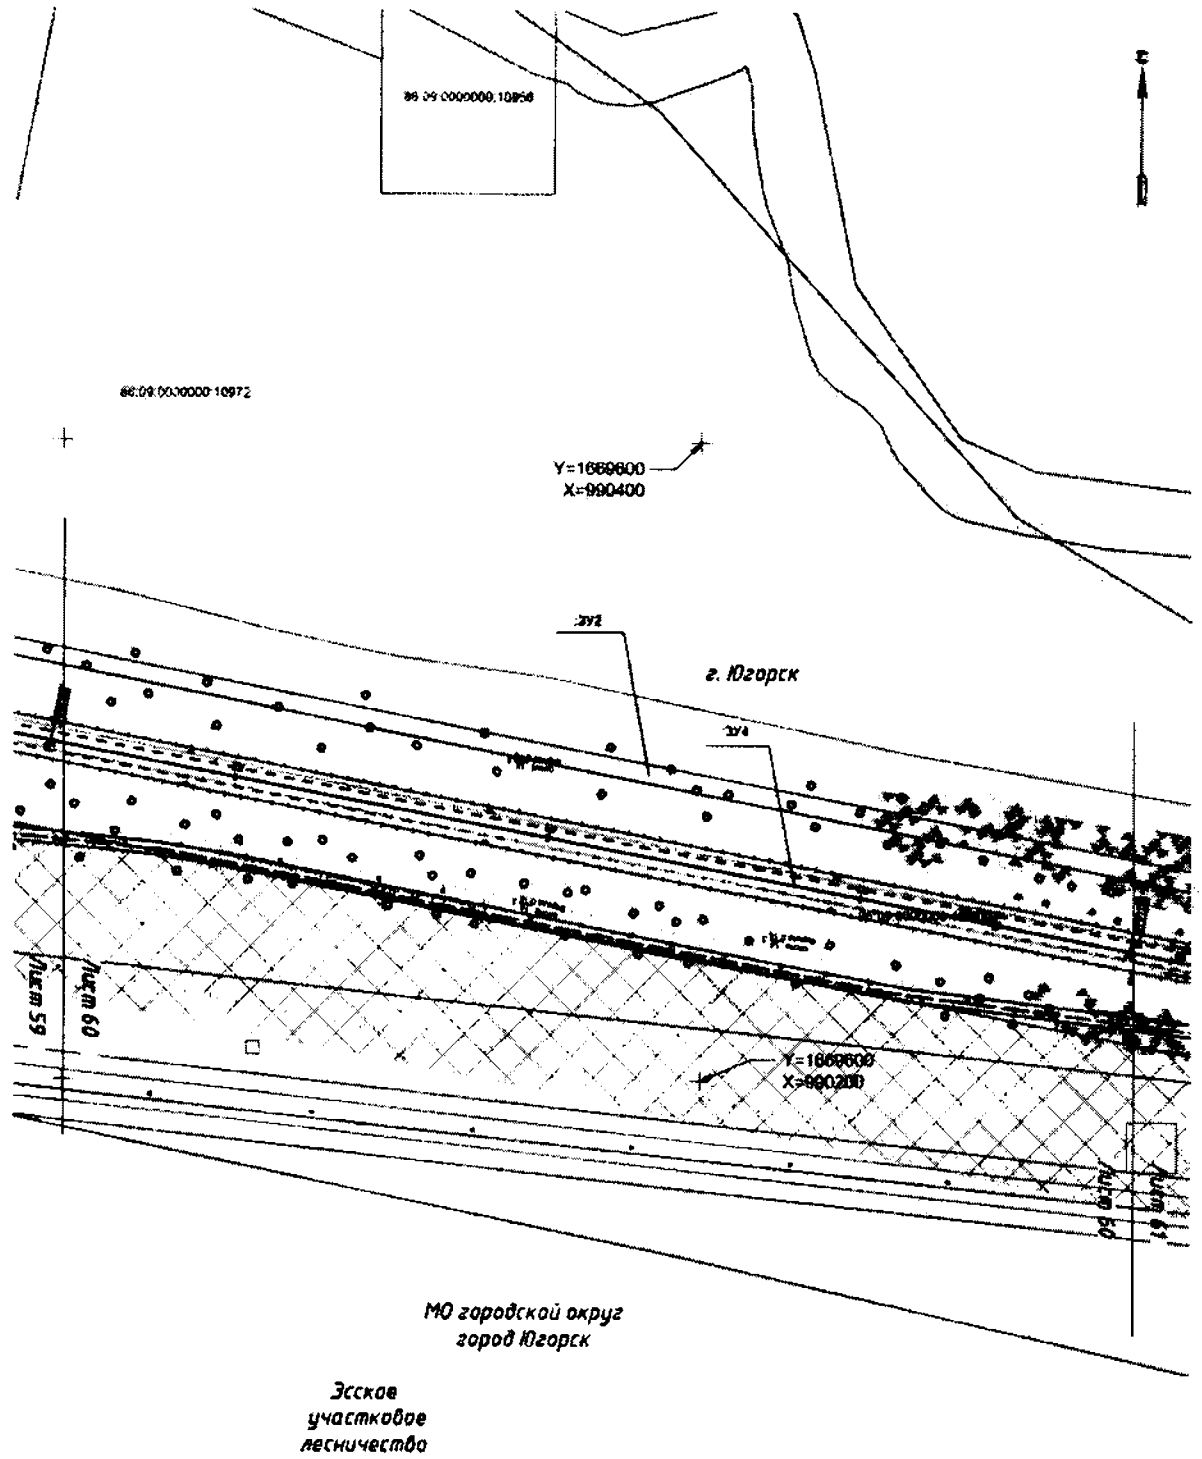 86:09:0000000:10956
86:09:0000000:10972
Y=1669600
X=990400
:ЗУ2
г. Югорск
:ЗУ4
Лист 59
Лист 60
Y=1669600
X=990200
Лист 60
Лист 61
МО городской округ
город Югорск
Эсское
участковое
лесничество